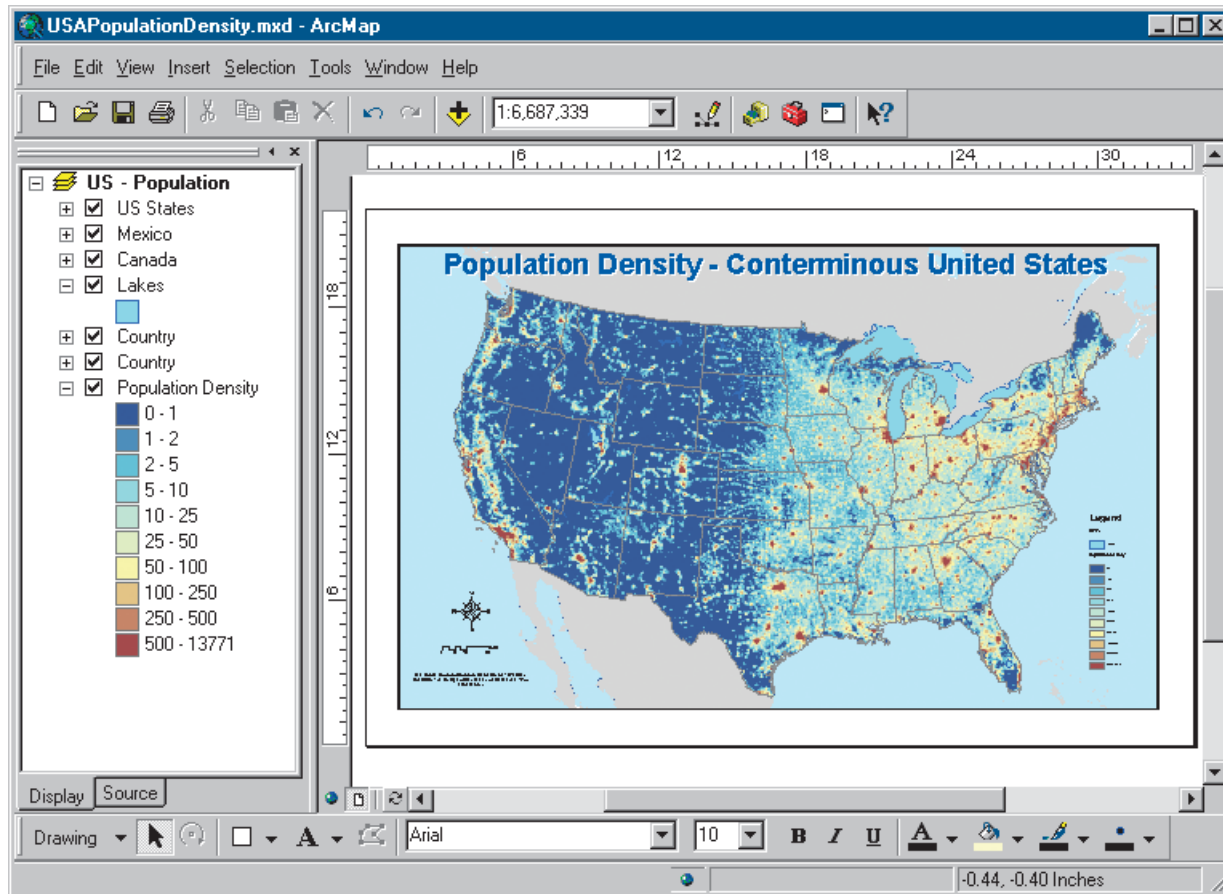 USAPopulationDensity.mxd - ArcMap
File Edit View Insert Selection Tools Window Help
1:6,687,339
6 12 18 24 30
US - Population
US States
Mexico
Canada
Lakes
Country
Country
Population Density
0 - 1
1 - 2
2 - 5
5 - 10
10 - 25
25 - 50
50 - 100
100 - 250
250 - 500
500 - 13771
18
12
6
Population Density - Conterminous United States
Legend
Display Source
Drawing A Arial 10 B I U A
-0.44, -0.40 Inches